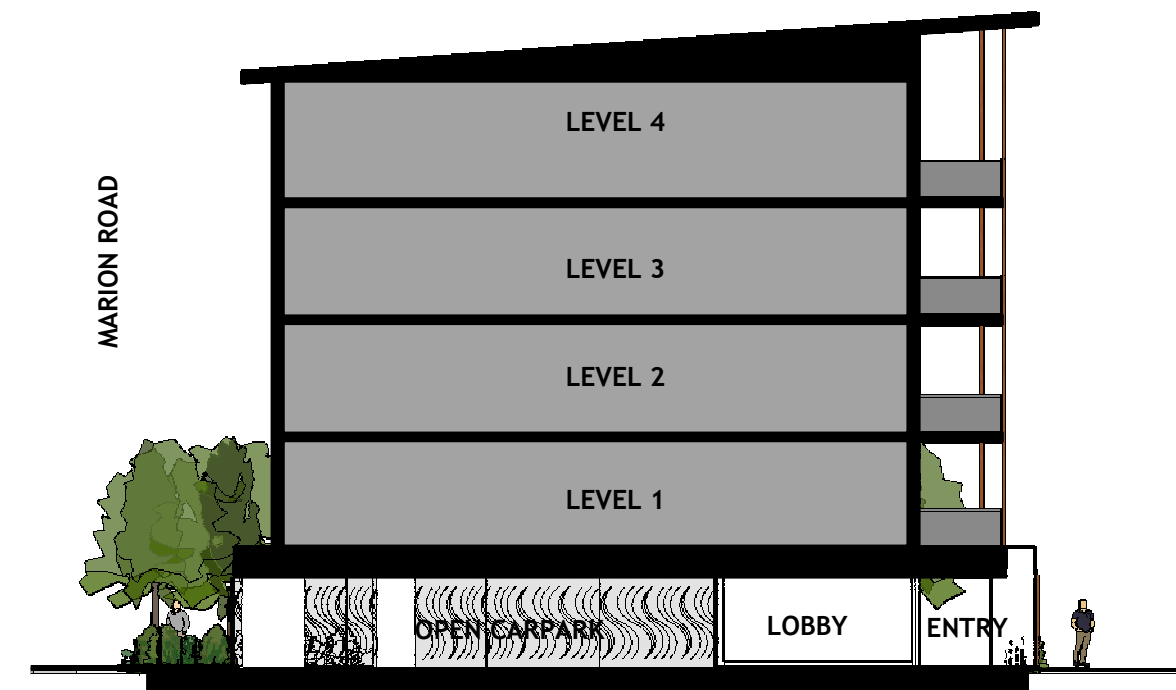 LEVEL 4
MARION ROAD
LEVEL 3
LEVEL 2
LEVEL 1
OPEN CARPARK
LOBBY
ENTRY